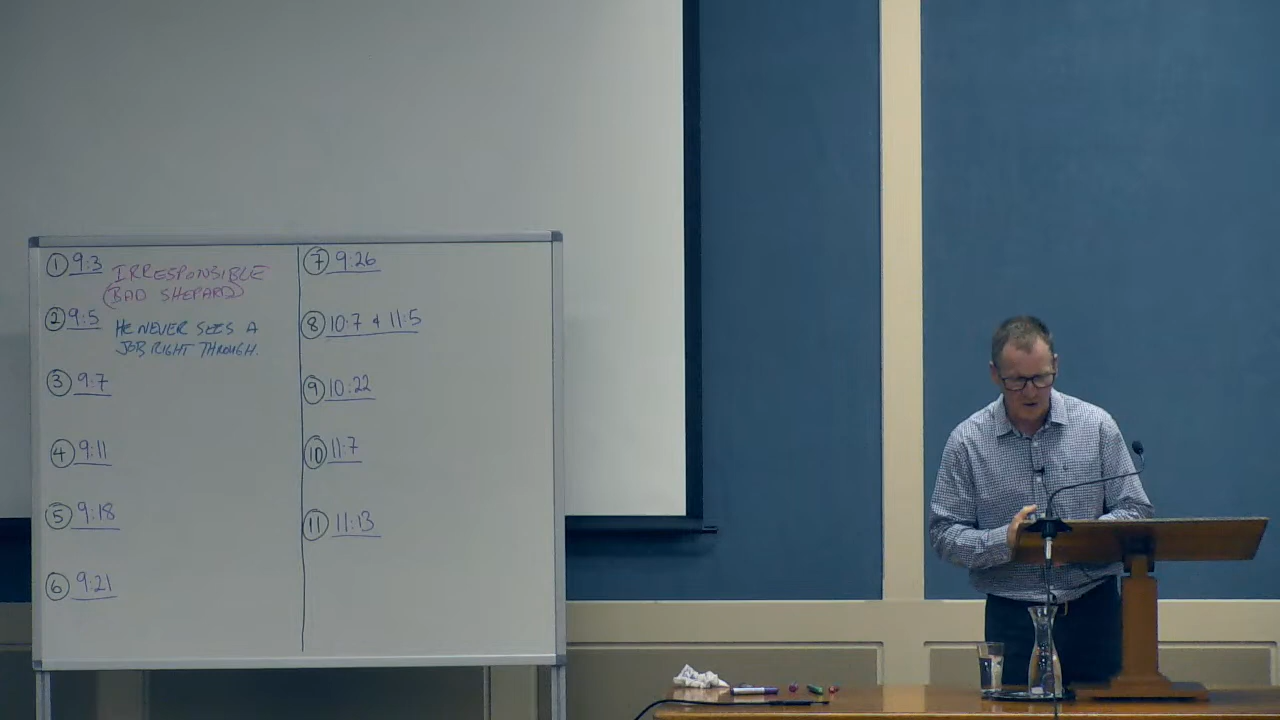 ① 9:3 IRRESPONSIBLE
(BAD SHEPARD)
② 9:5 HE NEVER SEES A
JOB RIGHT THROUGH.
③ 9:7
④ 9:11
⑤ 9:18
⑥ 9:21
⑦ 9:26
⑧ 10:7 & 11:5
⑨ 10:22
⑩ 11:7
⑪ 11:13